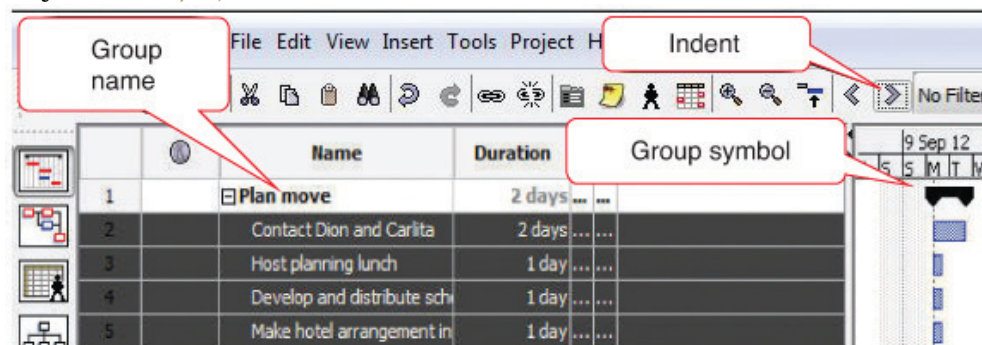 Group name
File Edit View Insert Tools Project H
Indent
No Filte
Group symbol
Name
Duration
9 Sep 12
S S M T W
1 Plan move 2 days ... ...
2 Contact Dion and Carlita 2 days ... ...
3 Host planning lunch 1 day ... ...
4 Develop and distribute sch 1 day ... ...
5 Make hotel arrangement in 1 day ... ...